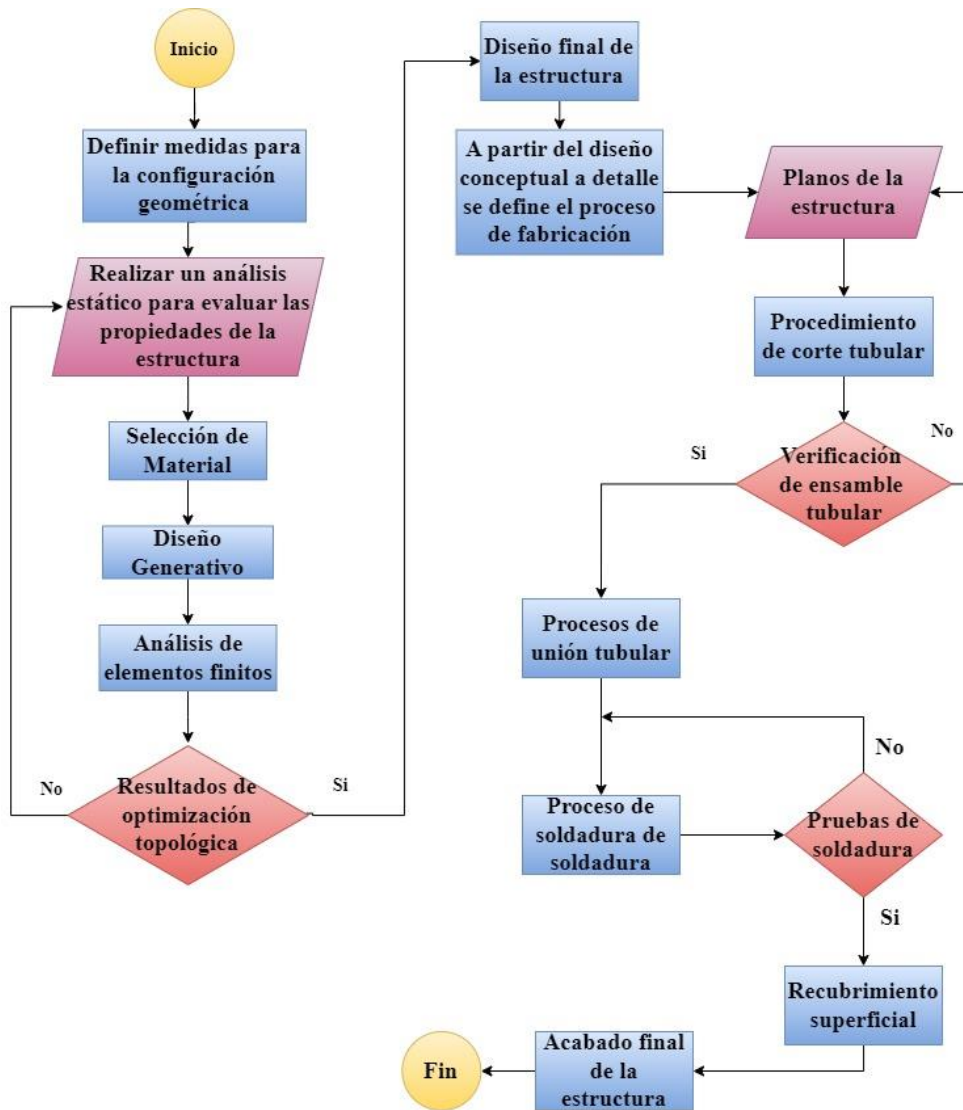 Inicio
Definir medidas para
la configuración
geométrica
Realizar un análisis
estático para evaluar las
propiedades de la
estructura
Selección de
Material
Diseño
Generativo
Análisis de
elementos finitos
No
Resultados de
optimización
topológica
Si
Diseño final de
la estructura
A partir del diseño
conceptual a detalle
se define el proceso
de fabricación
Planos de la
estructura
Procedimiento
de corte tubular
Si
Verificación
de ensamble
tubular
No
Procesos de
unión tubular
No
Proceso de
soldadura de
soldadura
Pruebas de
soldadura
Si
Recubrimiento
superficial
Acabado final
de la
estructura
Fin